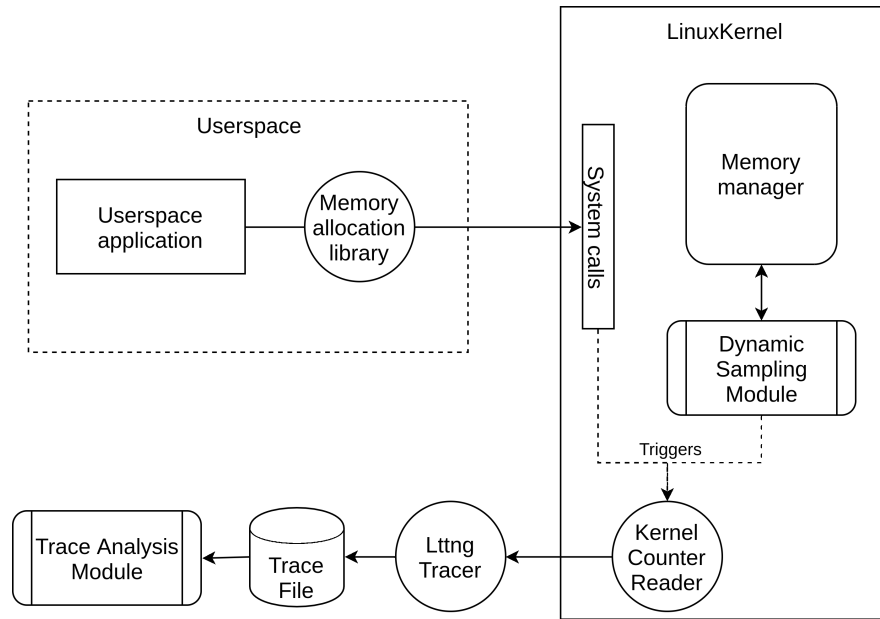 LinuxKernel
Userspace
Userspace
application
Memory
allocation
library
System calls
Memory
manager
Dynamic
Sampling
Module
Triggers
Kernel
Counter
Reader
Lttng
Tracer
Trace
File
Trace Analysis
Module